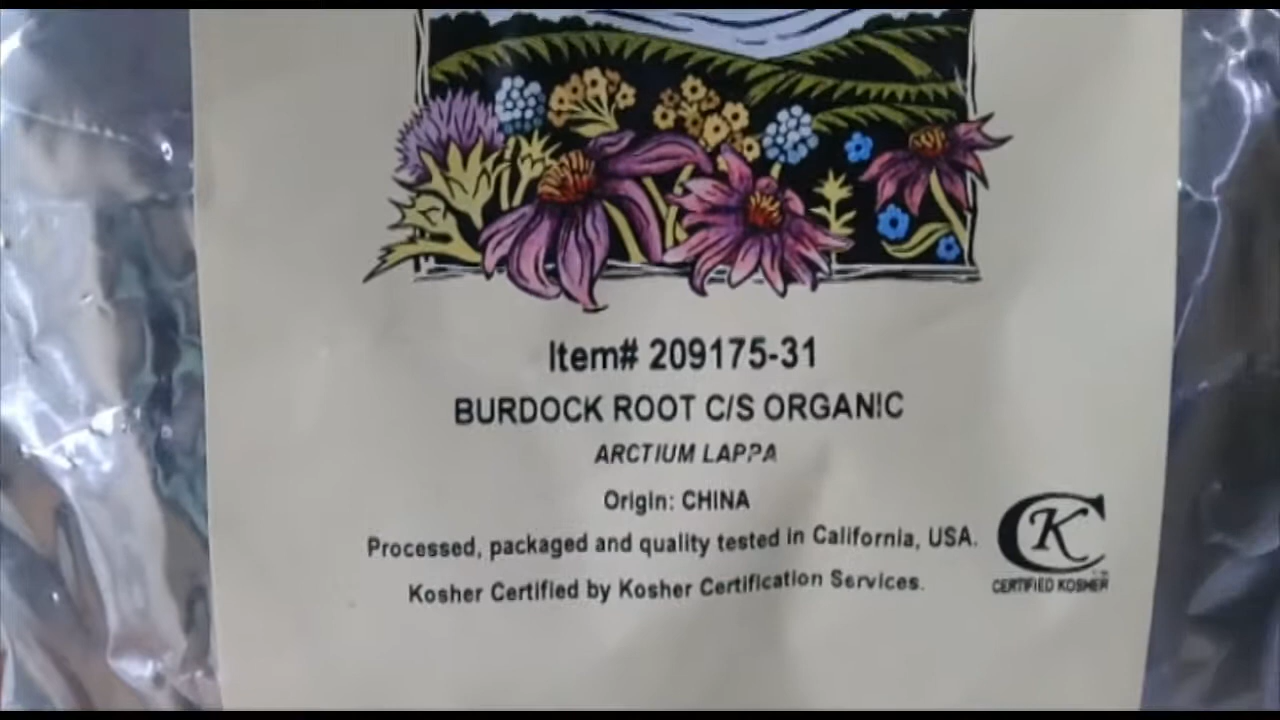 Item# 209175-31
BURDOCK ROOT C/S ORGANIC
ARCTIUM LAPPA
Origin: CHINA
Processed, packaged and quality tested in California, USA.
Kosher Certified by Kosher Certification Services.
CK
CERTIFIED KOSHER